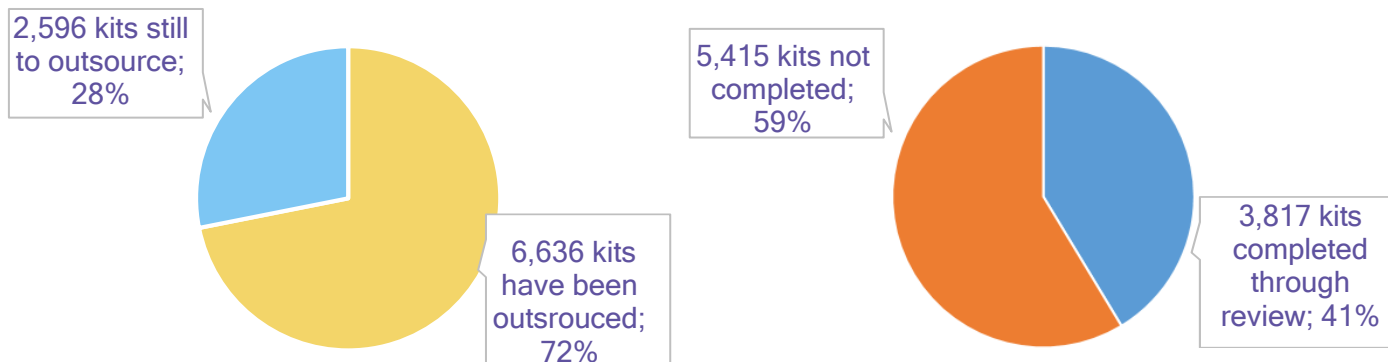 2,596 kits still
to outsource;
28%
6,636 kits
have been
outsrouced;
72%
5,415 kits not
completed;
59%
3,817 kits
completed
through
review; 41%